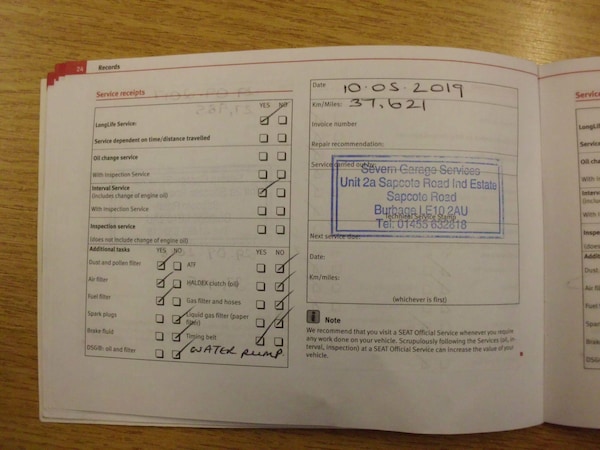 24 Records
Service receipts
YES NO
LongLife Service:
Service dependent on time/distance travelled
Oil change service
With Inspection Service
Interval Service
(includes change of engine oil)
With Inspection Service
Inspection service
(does not include change of engine oil)
Additional tasks YES NO YES NO
Dust and pollen filter ATF
Air filter HALDEX clutch (oil)
Fuel filter Gas filter and hoses
Spark plugs Liquid gas filter (paper filth)
Brake fluid Timing belt
DSG®: oil and filter WATER PUMP.
Date 10.05.2019
Km/Miles: 37,621
Invoice number
Repair recommendation:
Service carried out by:
Severn Garage Services
Unit 2a Sapcote Road Ind Estate
Sapcote Road
Burbage LE10 2AU
Technical Service Stamp
Tel: 01455 632818
Next service due:
Date:
Km/miles:
(whichever is first)
Note
We recommend that you visit a SEAT Official Service whenever you require
any work done on your vehicle. Scrupulously following the Services (oil, in-
terval, inspection) at a SEAT Official Service can increase the value of your
vehicle.